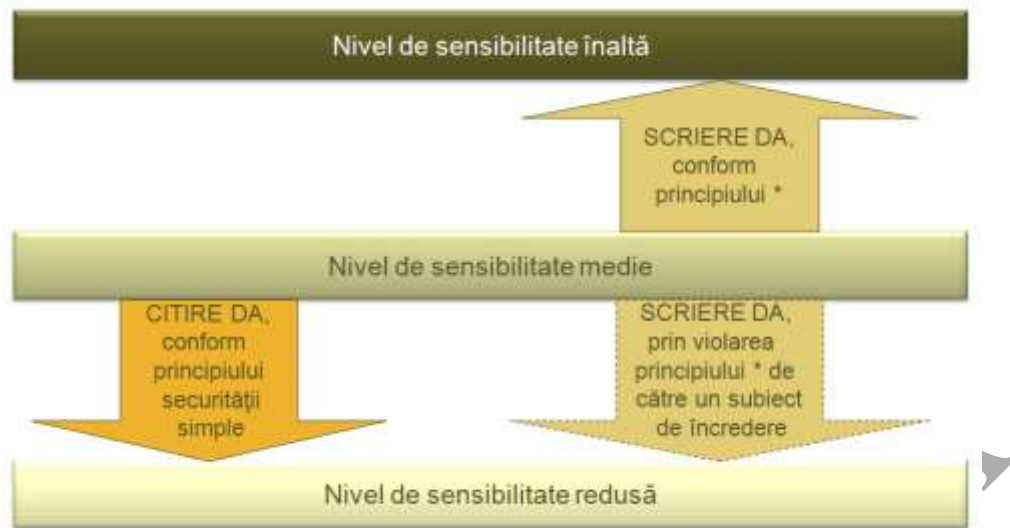 Nivel de sensibilitate înaltă
SCRIERE DA,
conform
principiului *
Nivel de sensibilitate medie
CITIRE DA,
conform
principiului
securităţii
simple
SCRIERE DA,
prin violarea
principiului * de
către un subiect
de încredere
Nivel de sensibilitate redusă